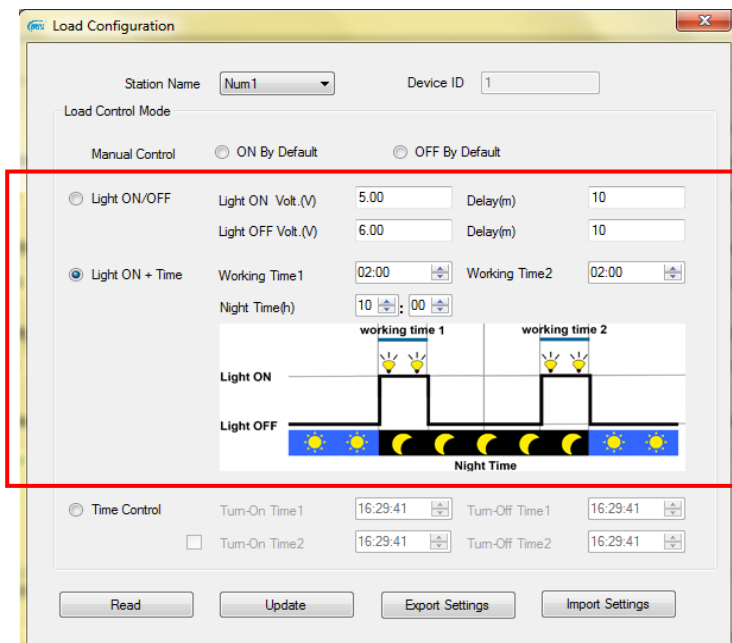 Load Configuration
Station Name Num1 Device ID 1
Load Control Mode
Manual Control ON By Default OFF By Default
Light ON/OFF Light ON Volt.(V) 5.00 Delay(m) 10
Light OFF Volt.(V) 6.00 Delay(m) 10
Light ON + Time Working Time1 02:00 Working Time2 02:00
Night Time(h) 10 : 00
working time 1 working time 2
Light ON
Light OFF
Night Time
Time Control Turn-On Time1 16:29:41 Turn-Off Time1 16:29:41
Turn-On Time2 16:29:41 Turn-Off Time2 16:29:41
Read Update Export Settings Import Settings